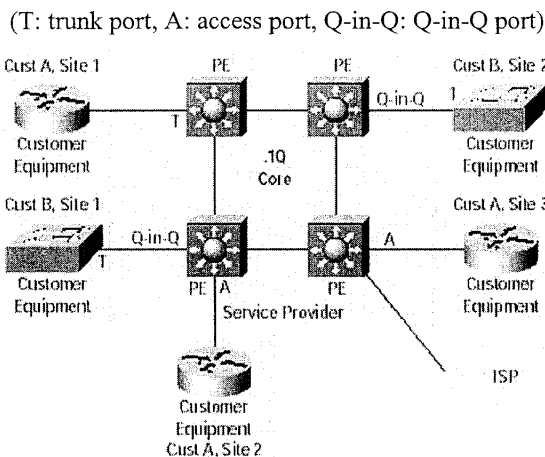 (T: trunk port, A: access port, Q-in-Q: Q-in-Q port)
Cust A, Site 1
PE
PE
Cust B, Site 2
Q-in-Q
T
T
Customer
Equipment
.1Q
Core
Customer
Equipment
Cust B, Site 1
Cust A, Site 3
Q-in-Q
A
T
Customer
Equipment
PE
A
PE
Customer
Equipment
Service Provider
ISP
Customer
Equipment
Cust A, Site 2